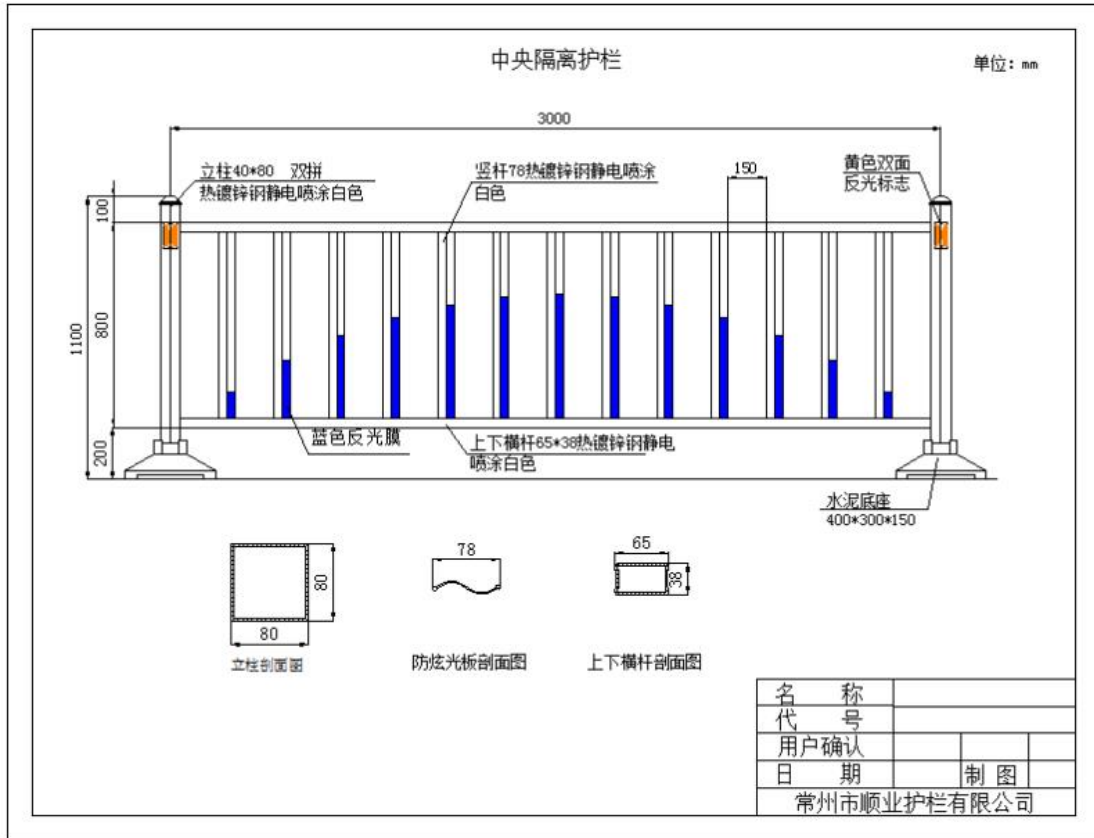 中央隔离护栏
单位：mm
3000
立柱40*80 双拼
热镀锌钢静电喷涂白色
竖杆78热镀锌钢静电喷涂
白色
150
黄色双面
反光标志
100
800
1100
200
蓝色反光膜
上下横杆65*38热镀锌钢静电
喷涂白色
水泥底座
400*300*150
80
80
立柱剖面图
78
防炫光板剖面图
65
38
上下横杆剖面图
名 称
代 号
用户确认
日 期 制 图
常州市顺业护栏有限公司